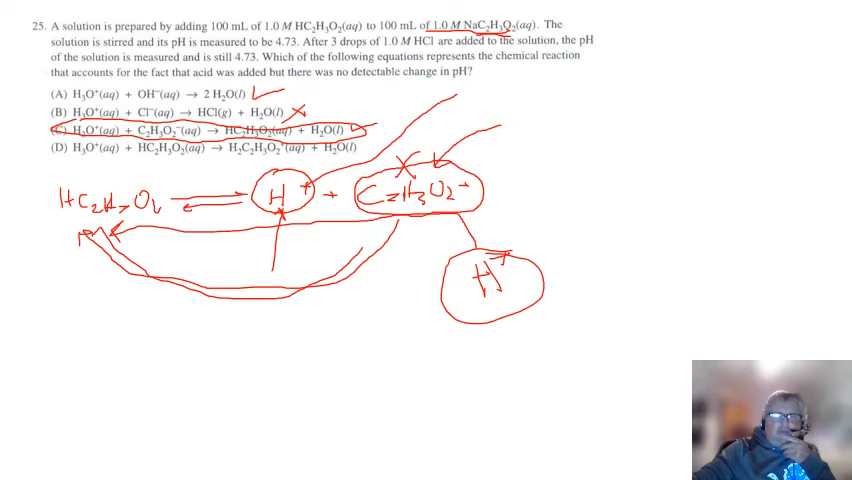 25. A solution is prepared by adding 100 mL of 1.0 M HC₂H₃O₂(aq) to 100 mL of 1.0 M NaC₂H₃O₂(aq). The
solution is stirred and its pH is measured to be 4.73. After 3 drops of 1.0 M HCl are added to the solution, the pH
of the solution is measured and is still 4.73. Which of the following equations represents the chemical reaction
that accounts for the fact that acid was added but there was no detectable change in pH?
(A) H₃O⁺(aq) + OH⁻(aq) → 2 H₂O(l)
(B) H₃O⁺(aq) + Cl⁻(aq) → HCl(g) + H₂O(l)
(C) H₃O⁺(aq) + C₂H₃O₂⁻(aq) → HC₂H₃O₂(aq) + H₂O(l)
(D) H₃O⁺(aq) + HC₂H₃O₂(aq) → H₂C₂H₃O₂⁺(aq) + H₂O(l)
HC₂H₃O₂ ⇌ H⁺ + C₂H₃O₂⁺
H⁺